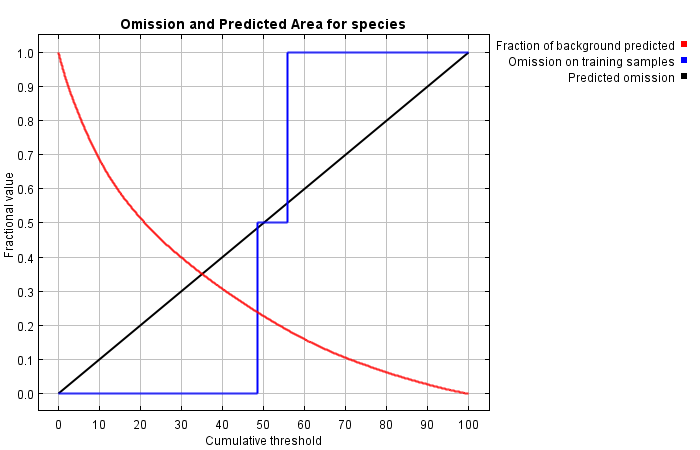 Omission and Predicted Area for species
Fraction of background predicted
Omission on training samples
Predicted omission
Fractional value
1.0
0.9
0.8
0.7
0.6
0.5
0.4
0.3
0.2
0.1
0.0
0 10 20 30 40 50 60 70 80 90 100
Cumulative threshold